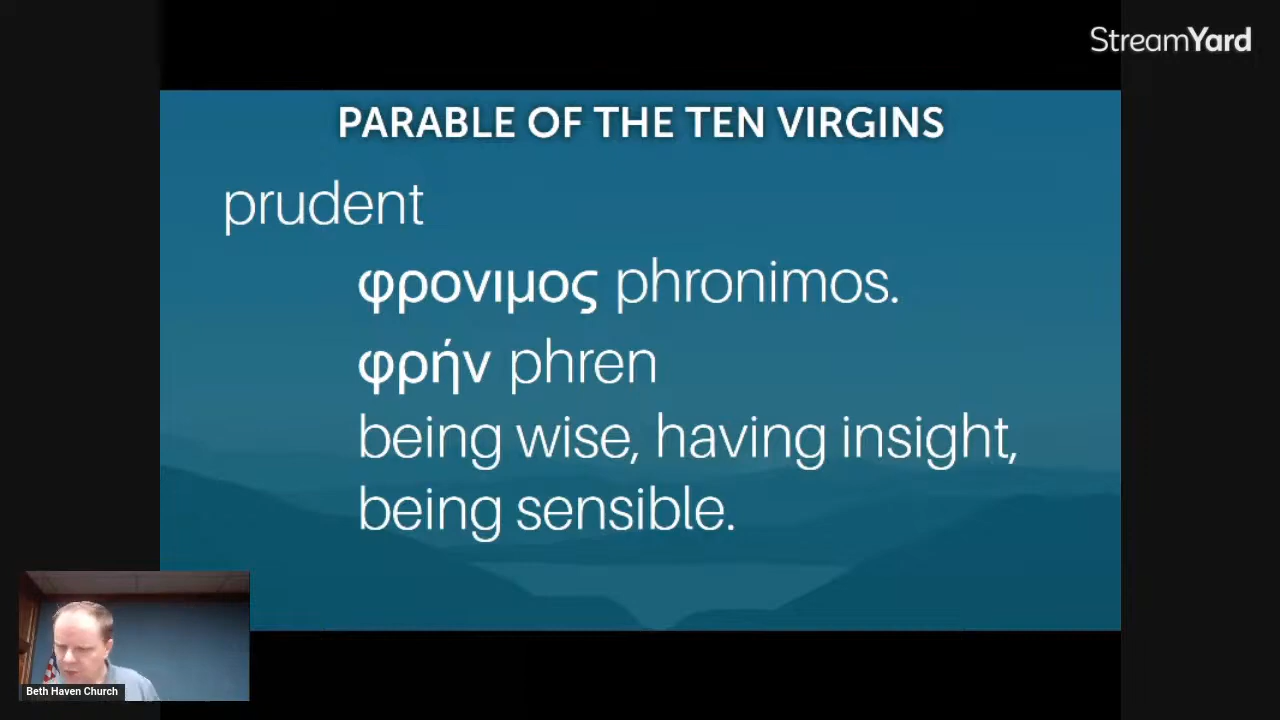 StreamYard
PARABLE OF THE TEN VIRGINS
prudent
φρονιμος phronimos.
φρήν phren
being wise, having insight,
being sensible.
Beth Haven Church